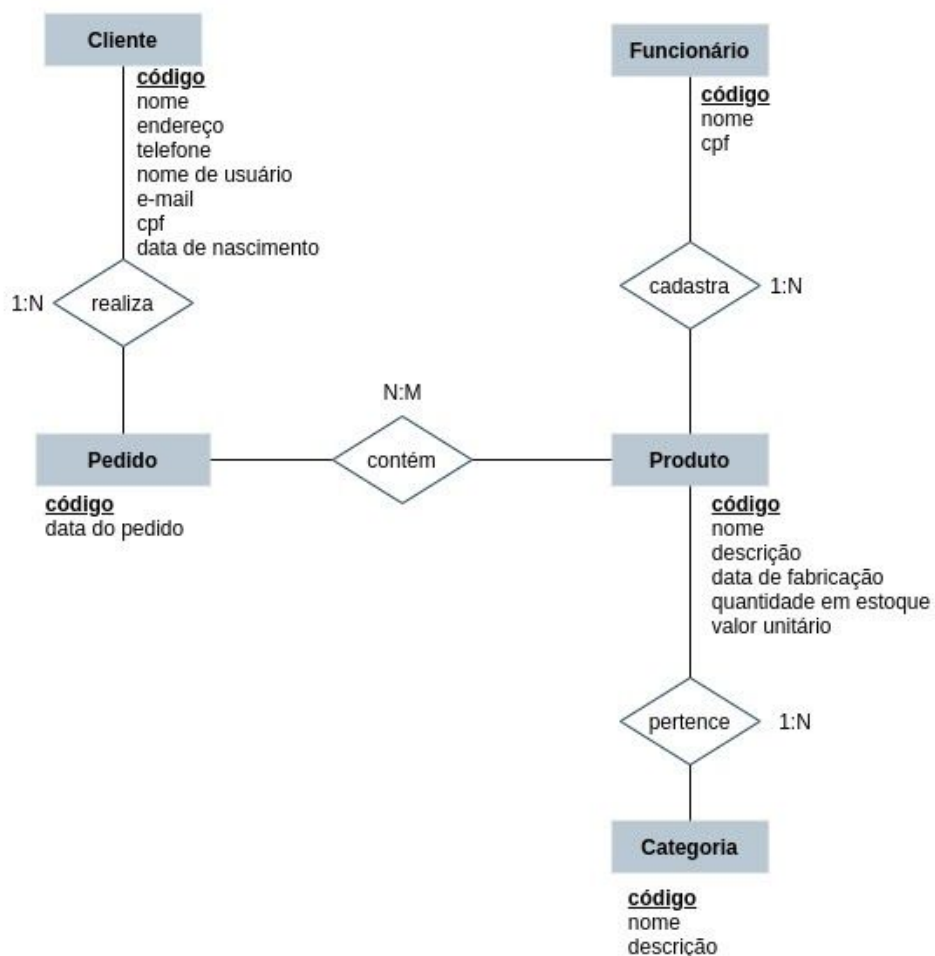 Cliente
código
nome
endereço
telefone
nome de usuário
e-mail
cpf
data de nascimento
Funcionário
código
nome
cpf
1:N
realiza
cadastra
1:N
N:M
Pedido
contém
Produto
código
data do pedido
código
nome
descrição
data de fabricação
quantidade em estoque
valor unitário
pertence
1:N
Categoria
código
nome
descrição